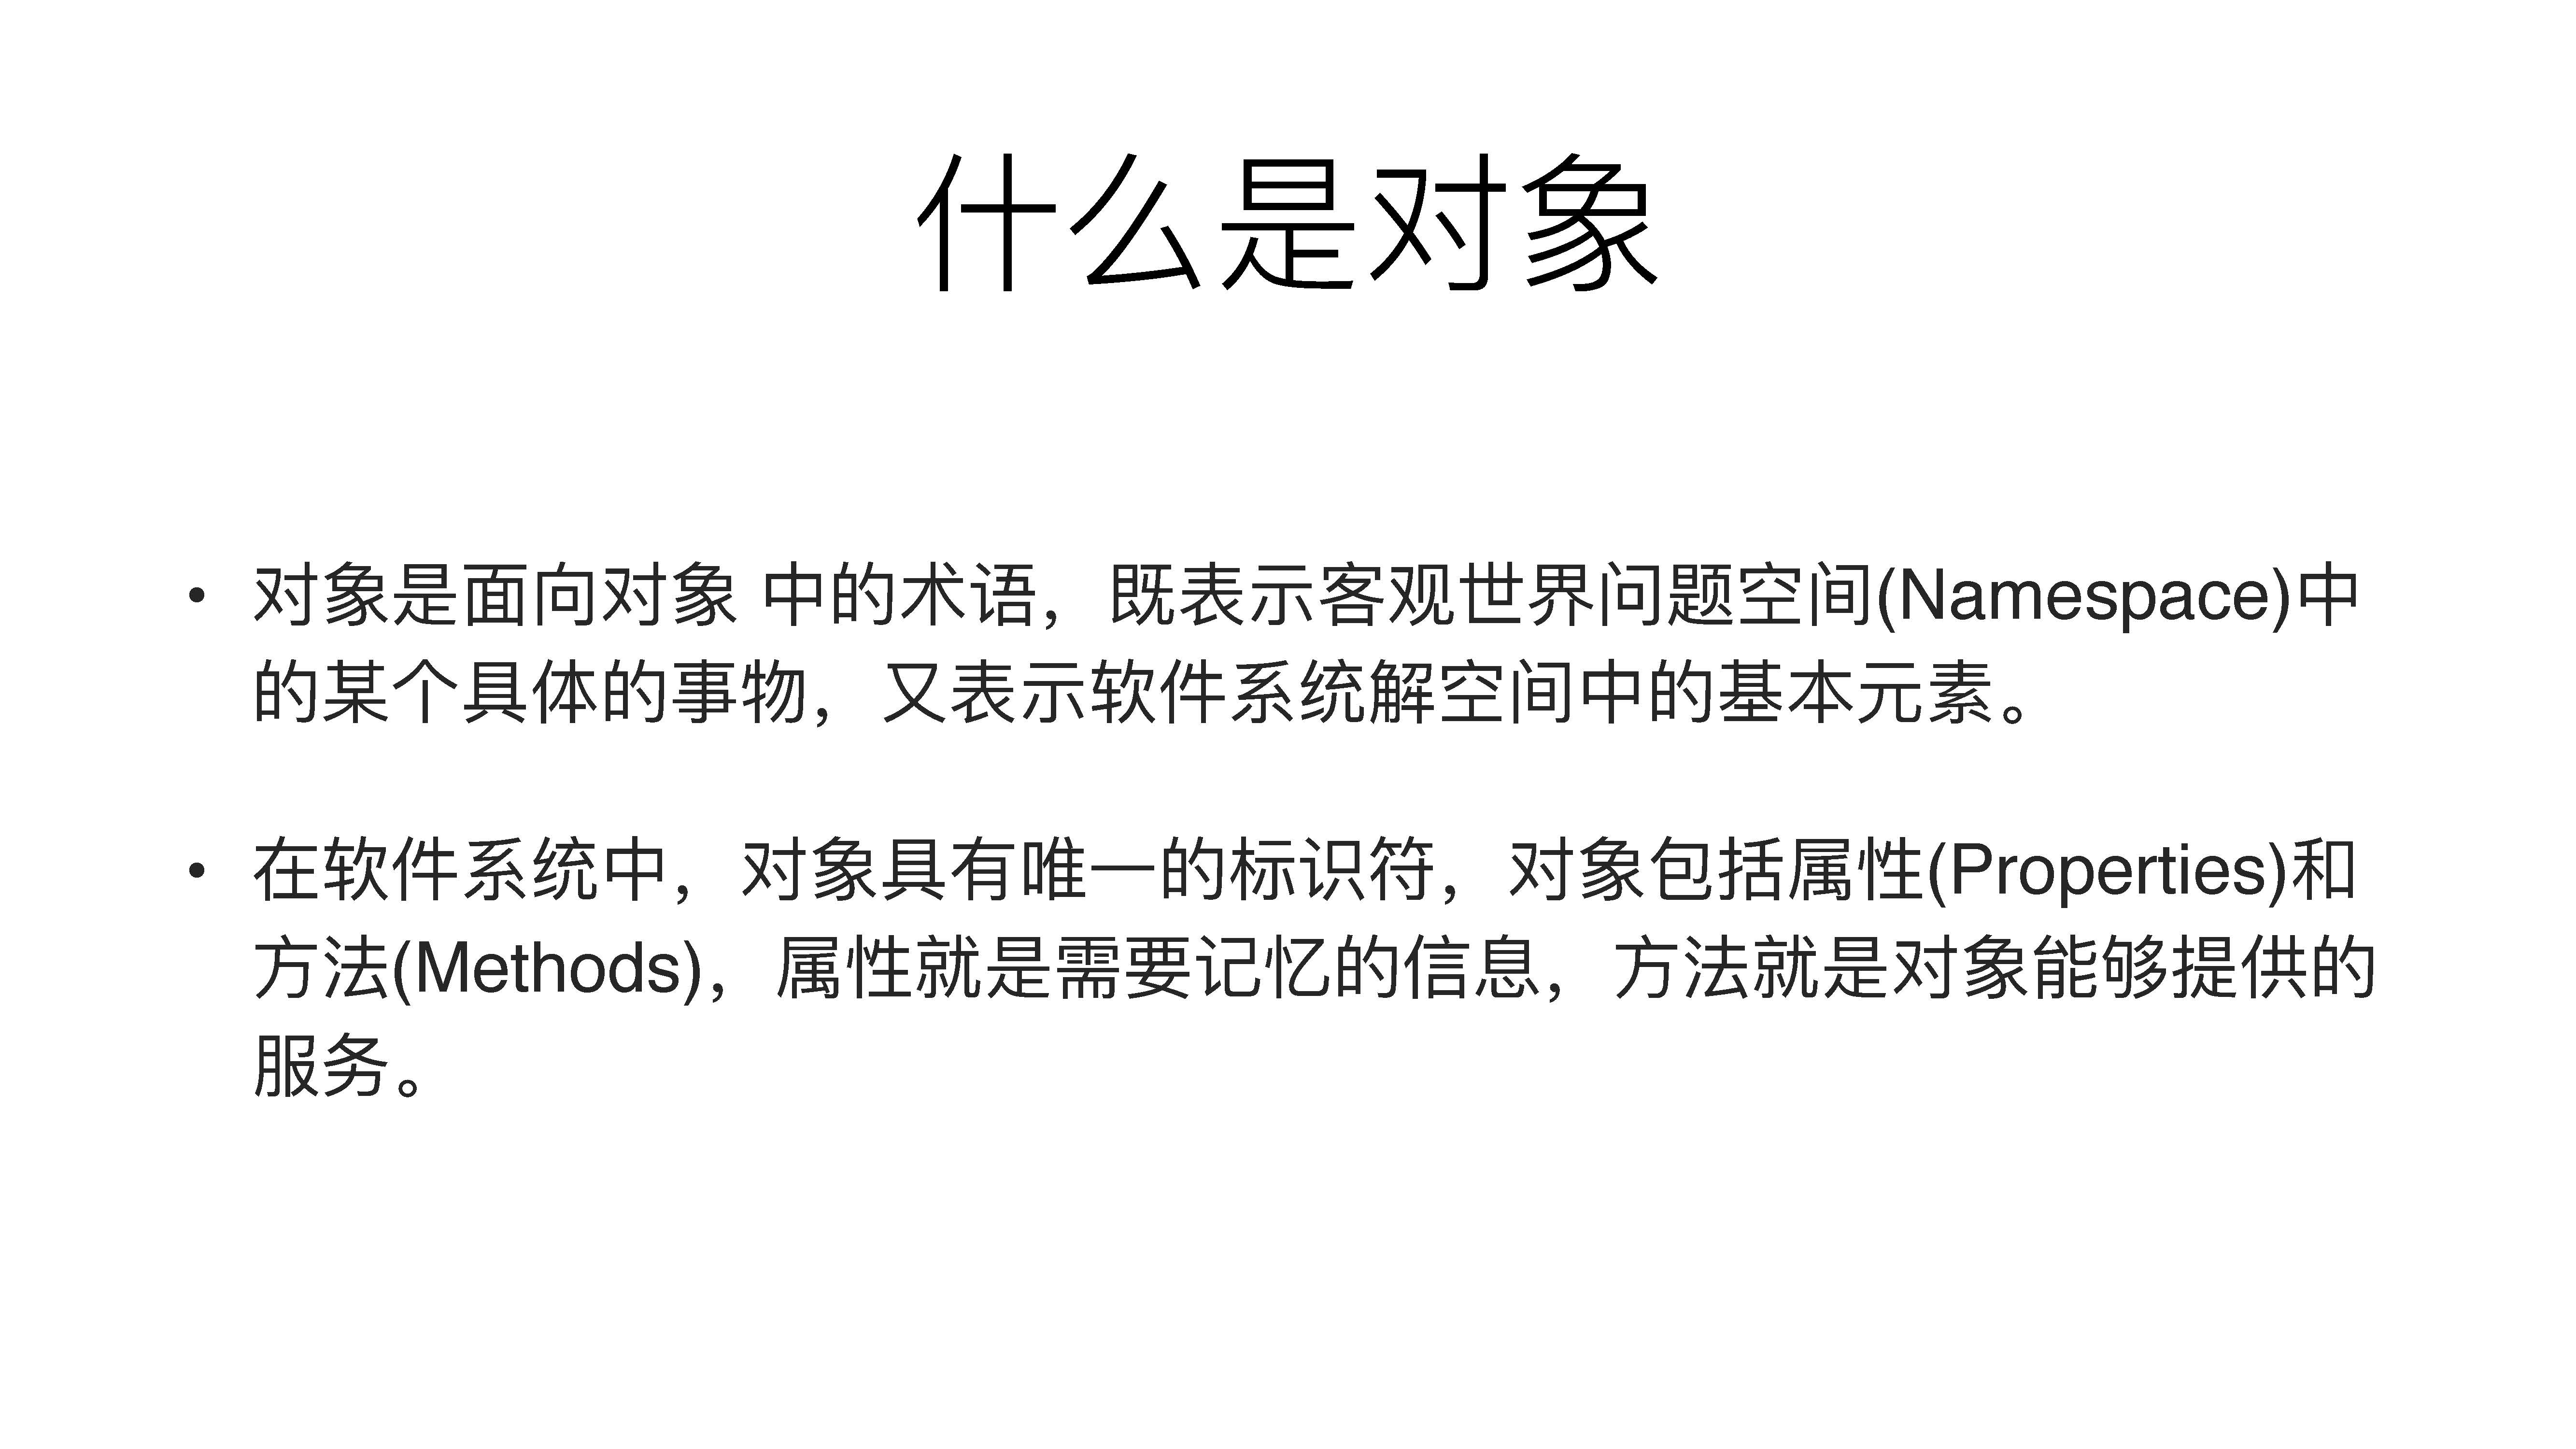 什么是对象
• 对象是面向对象 中的术语，既表示客观世界问题空间(Namespace)中
的某个具体的事物，又表示软件系统解空间中的基本元素。
• 在软件系统中，对象具有唯一的标识符，对象包括属性(Properties)和
方法(Methods)，属性就是需要记忆的信息，方法就是对象能够提供的
服务。